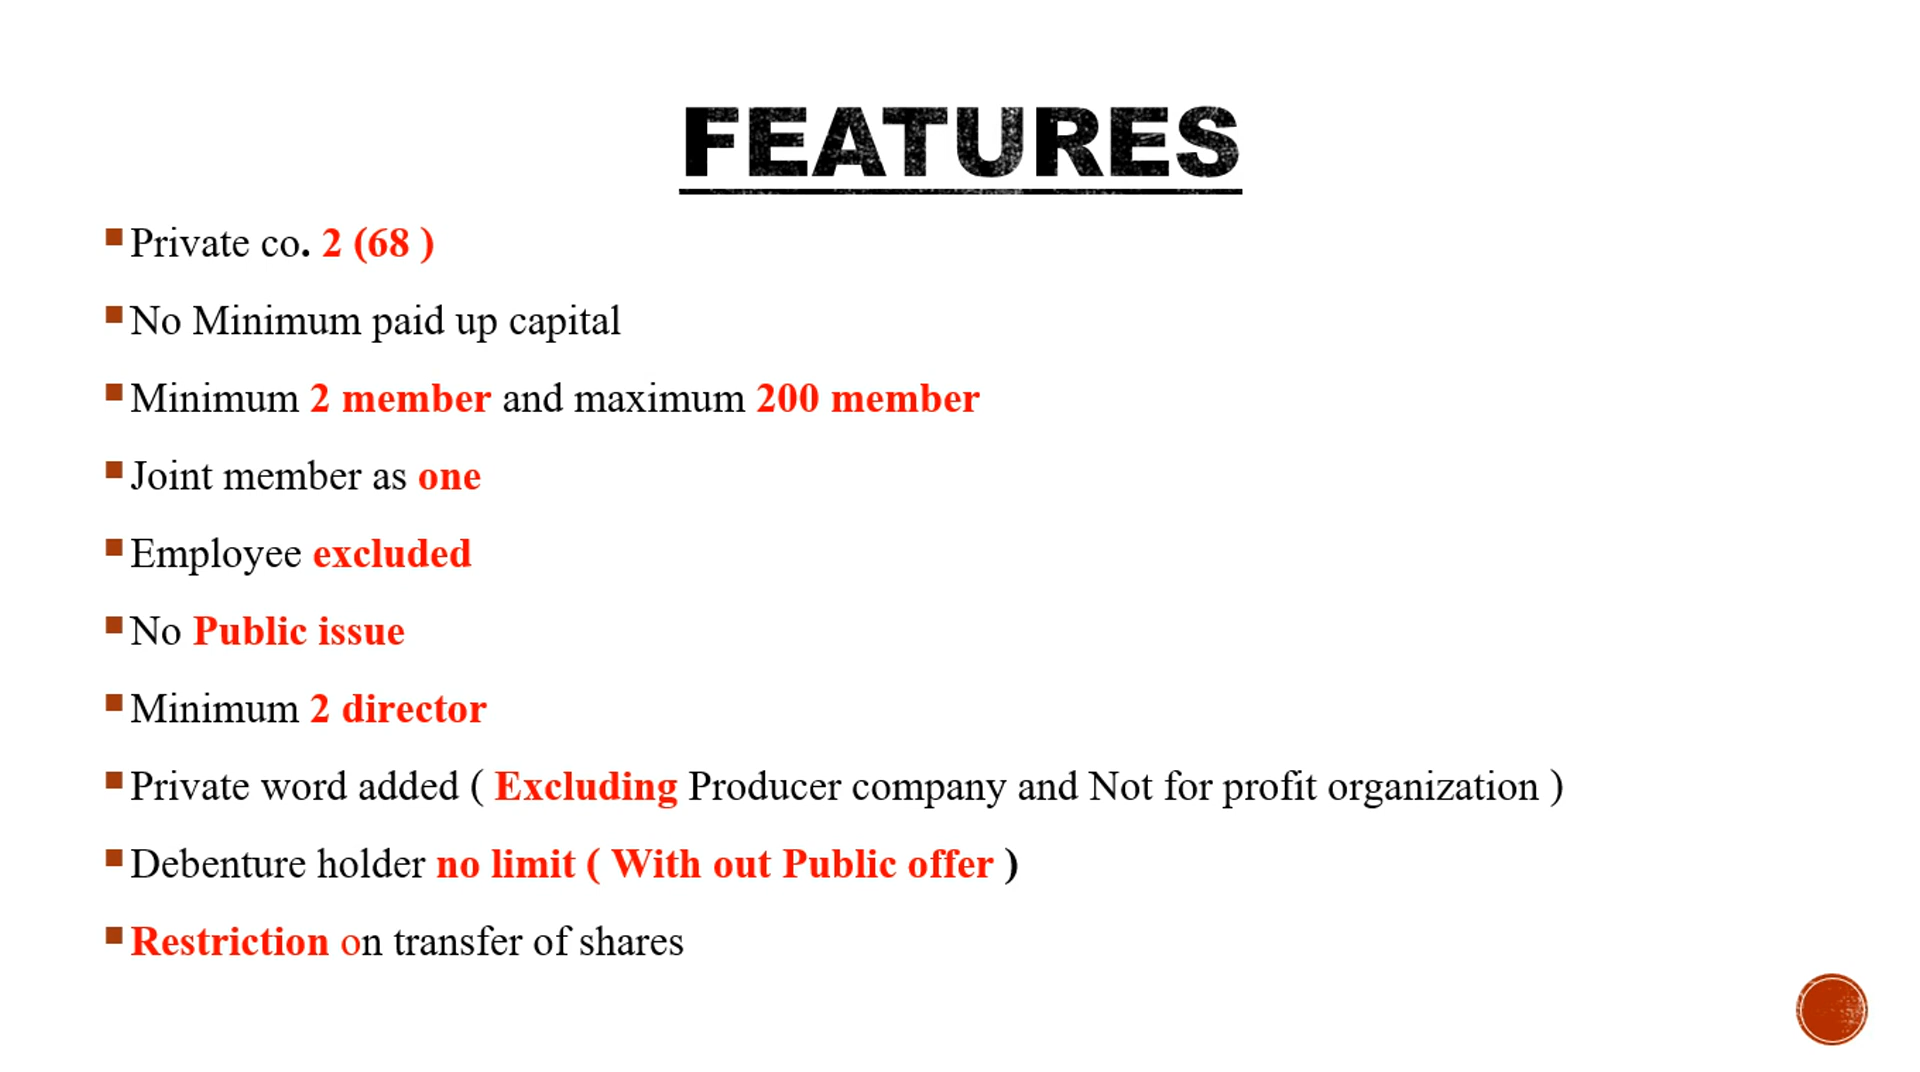 FEATURES
Private co. 2 (68 )
No Minimum paid up capital
Minimum 2 member and maximum 200 member
Joint member as one
Employee excluded
No Public issue
Minimum 2 director
Private word added ( Excluding Producer company and Not for profit organization )
Debenture holder no limit ( With out Public offer )
Restriction on transfer of shares